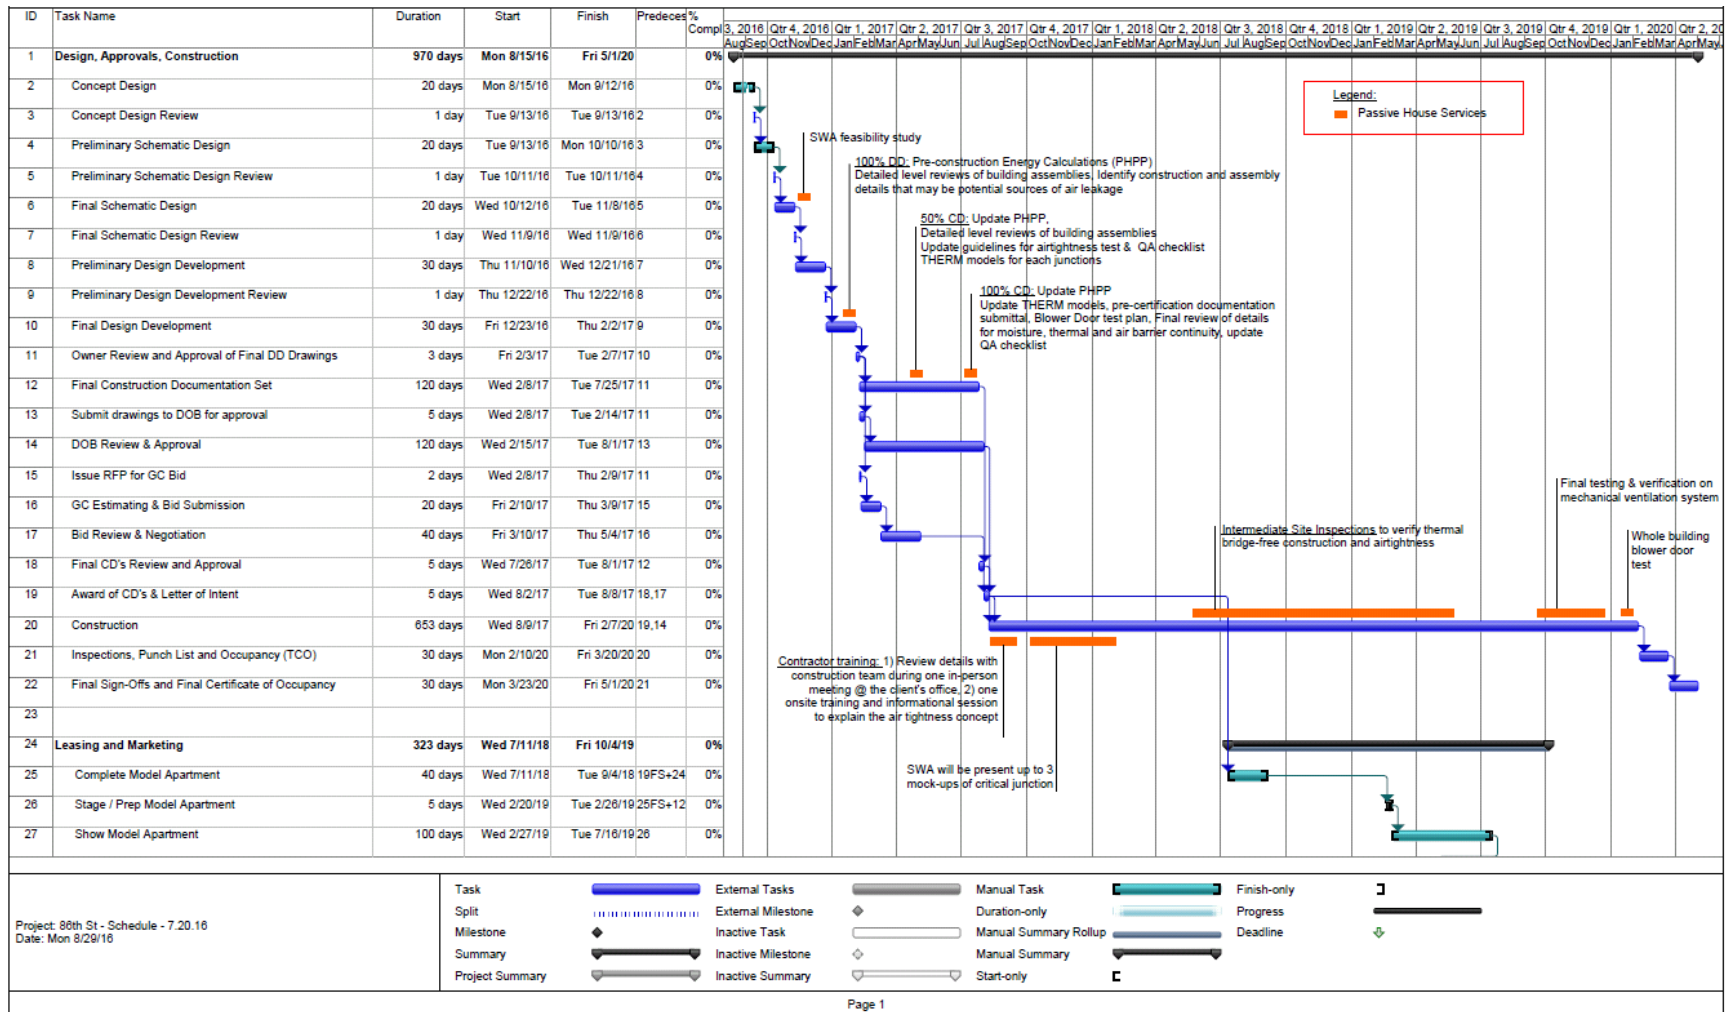 ID Task Name Duration Start Finish Predeces % Compl
3, 2016 Qtr 4, 2016 Qtr 1, 2017 Qtr 2, 2017 Qtr 3, 2017 Qtr 4, 2017 Qtr 1, 2018 Qtr 2, 2018 Qtr 3, 2018 Qtr 4, 2018 Qtr 1, 2019 Qtr 2, 2019 Qtr 3, 2019 Qtr 4, 2019 Qtr 1, 2020 Qtr 2, 20
Aug Sep Oct Nov Dec Jan Feb Mar Apr May Jun Jul Aug Sep Oct Nov Dec Jan Feb Mar Apr May Jun Jul Aug Sep Oct Nov Dec Jan Feb Mar Apr May Jun Jul Aug Sep Oct Nov Dec Jan Feb Mar Apr May
1 Design, Approvals, Construction 970 days Mon 8/15/16 Fri 5/1/20 0%
2 Concept Design 20 days Mon 8/15/16 Mon 9/12/16 0%
3 Concept Design Review 1 day Tue 9/13/16 Tue 9/13/16 2 0%
4 Preliminary Schematic Design 20 days Tue 9/13/16 Mon 10/10/16 3 0%
5 Preliminary Schematic Design Review 1 day Tue 10/11/16 Tue 10/11/16 4 0%
6 Final Schematic Design 20 days Wed 10/12/16 Tue 11/8/16 5 0%
7 Final Schematic Design Review 1 day Wed 11/9/16 Wed 11/9/16 6 0%
8 Preliminary Design Development 30 days Thu 11/10/16 Wed 12/21/16 7 0%
9 Preliminary Design Development Review 1 day Thu 12/22/16 Thu 12/22/16 8 0%
10 Final Design Development 30 days Fri 12/23/16 Thu 2/2/17 9 0%
11 Owner Review and Approval of Final DD Drawings 3 days Fri 2/3/17 Tue 2/7/17 10 0%
12 Final Construction Documentation Set 120 days Wed 2/8/17 Tue 7/25/17 11 0%
13 Submit drawings to DOB for approval 5 days Wed 2/8/17 Tue 2/14/17 11 0%
14 DOB Review & Approval 120 days Wed 2/15/17 Tue 8/1/17 13 0%
15 Issue RFP for GC Bid 2 days Wed 2/8/17 Thu 2/9/17 11 0%
16 GC Estimating & Bid Submission 20 days Fri 2/10/17 Thu 3/9/17 15 0%
17 Bid Review & Negotiation 40 days Fri 3/10/17 Thu 5/4/17 16 0%
18 Final CD's Review and Approval 5 days Wed 7/26/17 Tue 8/1/17 12 0%
19 Award of CD's & Letter of Intent 5 days Wed 8/2/17 Tue 8/8/17 18,17 0%
20 Construction 653 days Wed 8/9/17 Fri 2/7/20 19,14 0%
21 Inspections, Punch List and Occupancy (TCO) 30 days Mon 2/10/20 Fri 3/20/20 20 0%
22 Final Sign-Offs and Final Certificate of Occupancy 30 days Mon 3/23/20 Fri 5/1/20 21 0%
23
24 Leasing and Marketing 323 days Wed 7/11/18 Fri 10/4/19 0%
25 Complete Model Apartment 40 days Wed 7/11/18 Tue 9/4/18 19FS+24 0%
26 Stage / Prep Model Apartment 5 days Wed 2/20/19 Tue 2/26/19 25FS+12 0%
27 Show Model Apartment 100 days Wed 2/27/19 Tue 7/16/19 26 0%
Legend:
Passive House Services
SWA feasibility study
100% DD: Pre-construction Energy Calculations (PHPP)
Detailed level reviews of building assemblies, Identify construction and assembly
details that may be potential sources of air leakage
50% CD: Update PHPP,
Detailed level reviews of building assemblies
Update guidelines for airtightness test & QA checklist
THERM models for each junctions
100% CD: Update PHPP
Update THERM models, pre-certification documentation
submittal, Blower Door test plan, Final review of details
for moisture, thermal and air barrier continuity, update
QA checklist
Final testing & verification on
mechanical ventilation system
Intermediate Site Inspections to verify thermal
bridge-free construction and airtightness
Whole building
blower door
test
Contractor training: 1) Review details with
construction team during one in-person
meeting @ the client's office, 2) one
onsite training and informational session
to explain the air tightness concept
SWA will be present up to 3
mock-ups of critical junction
Project: 86th St - Schedule - 7.20.16
Date: Mon 8/29/16
Task External Tasks Manual Task Finish-only
Split External Milestone Duration-only Progress
Milestone Inactive Task Manual Summary Rollup Deadline
Summary Inactive Milestone Manual Summary
Project Summary Inactive Summary Start-only
Page 1